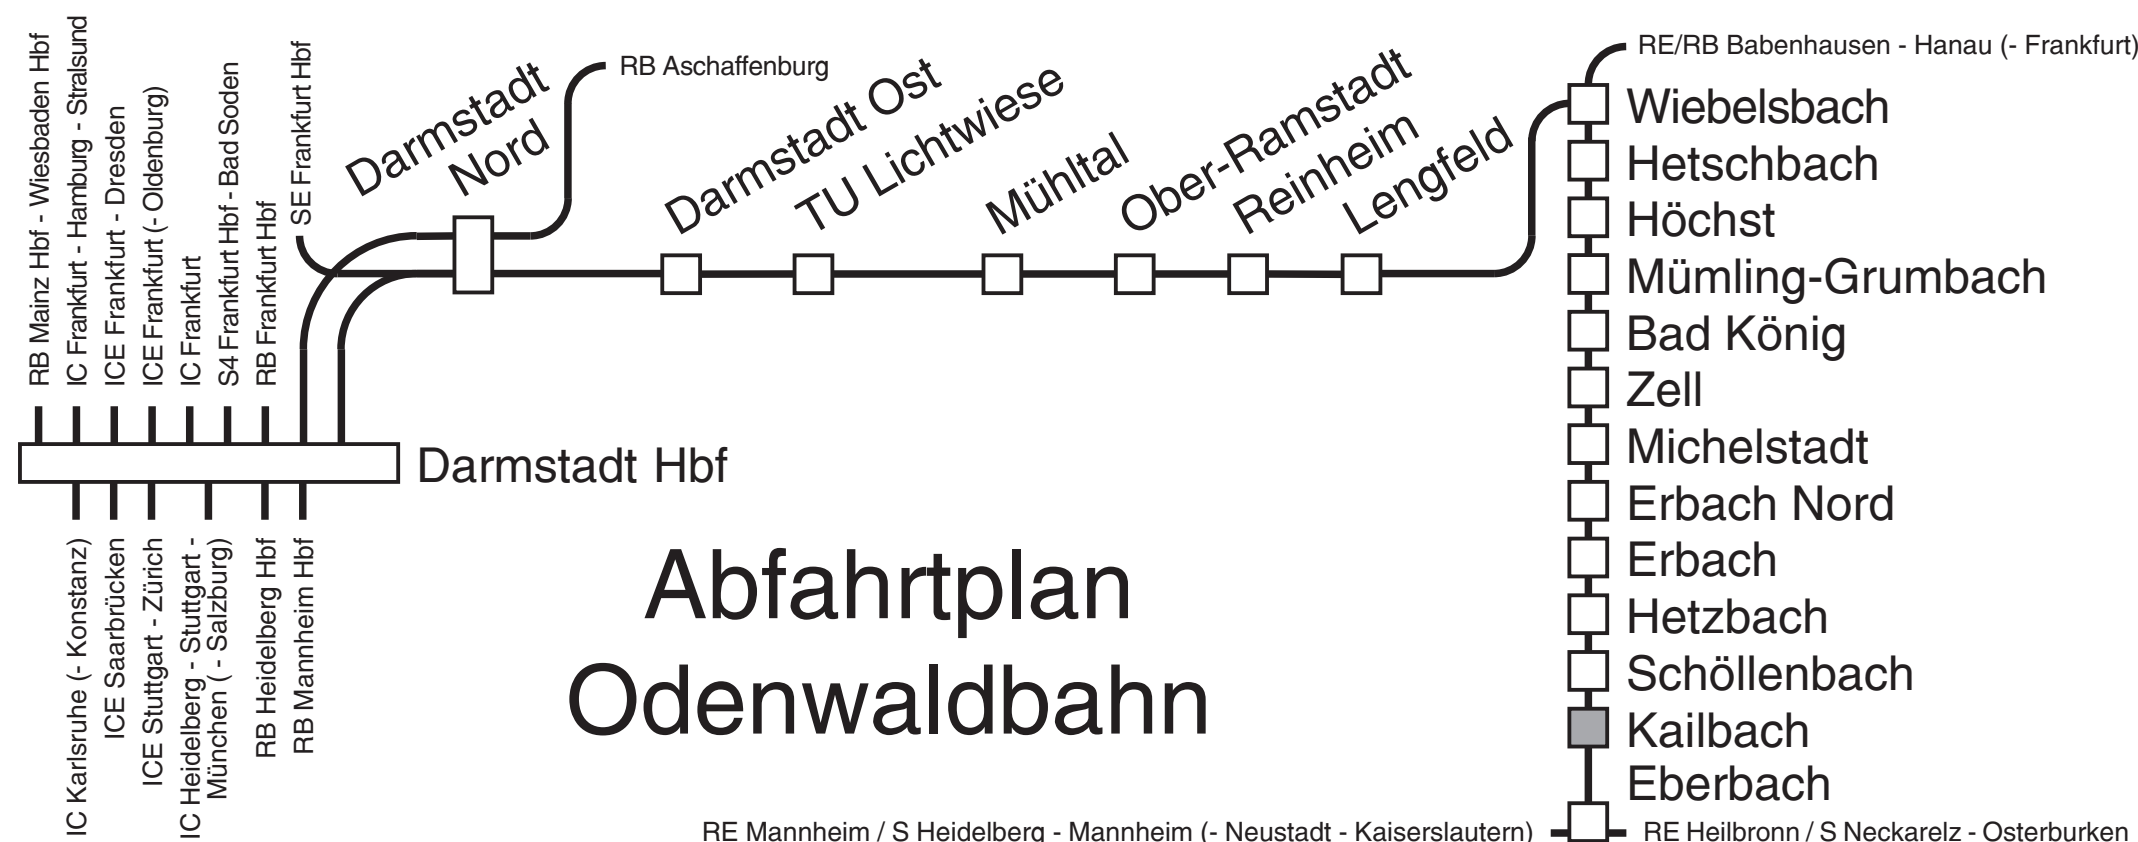 RB Mainz Hbf - Wiesbaden Hbf
IC Frankfurt - Hamburg - Stralsund
ICE Frankfurt - Dresden
ICE Frankfurt (- Oldenburg)
IC Frankfurt
S4 Frankfurt Hbf - Bad Soden
RB Frankfurt Hbf
SE Frankfurt Hbf
Darmstadt
Nord
RB Aschaffenburg
Darmstadt Ost
TU Lichtwiese
Mühltal
Ober-Ramstadt
Reinheim
Lengfeld
RE/RB Babenhausen - Hanau (- Frankfurt)
Wiebelsbach
Hetschbach
Höchst
Mümling-Grumbach
Bad König
Zell
Michelstadt
Erbach Nord
Erbach
Hetzbach
Schöllenbach
Kailbach
Eberbach
Darmstadt Hbf
IC Karlsruhe (- Konstanz)
ICE Saarbrücken
ICE Stuttgart - Zürich
IC Heidelberg - Stuttgart -
München ( - Salzburg)
RB Heidelberg Hbf
RB Mannheim Hbf
Abfahrtplan
Odenwaldbahn
RE Mannheim / S Heidelberg - Mannheim (- Neustadt - Kaiserslautern)
RE Heilbronn / S Neckarelz - Osterburken